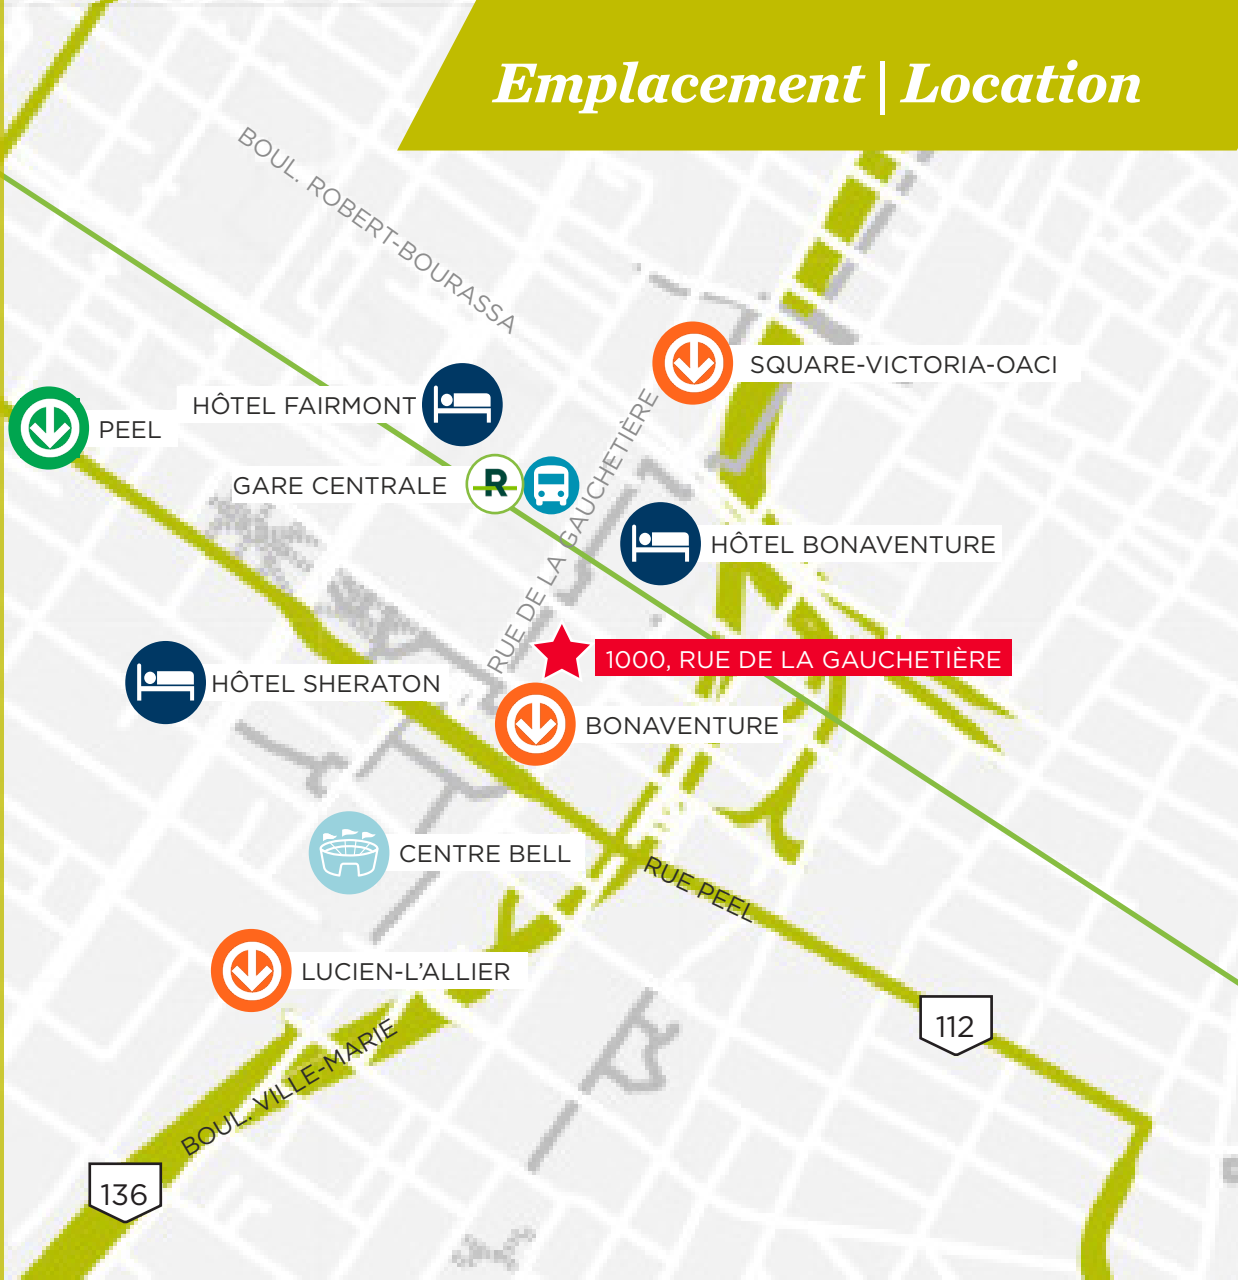 Emplacement | Location
BOUL. ROBERT-BOURASSA
SQUARE-VICTORIA-OACI
HÔTEL FAIRMONT
PEEL
GARE CENTRALE
R
RUE DE LA GAUCHETIÈRE
HÔTEL BONAVENTURE
1000, RUE DE LA GAUCHETIÈRE
HÔTEL SHERATON
BONAVENTURE
CENTRE BELL
RUE PEEL
LUCIEN-L'ALLIER
112
BOUL. VILLE-MARIE
136